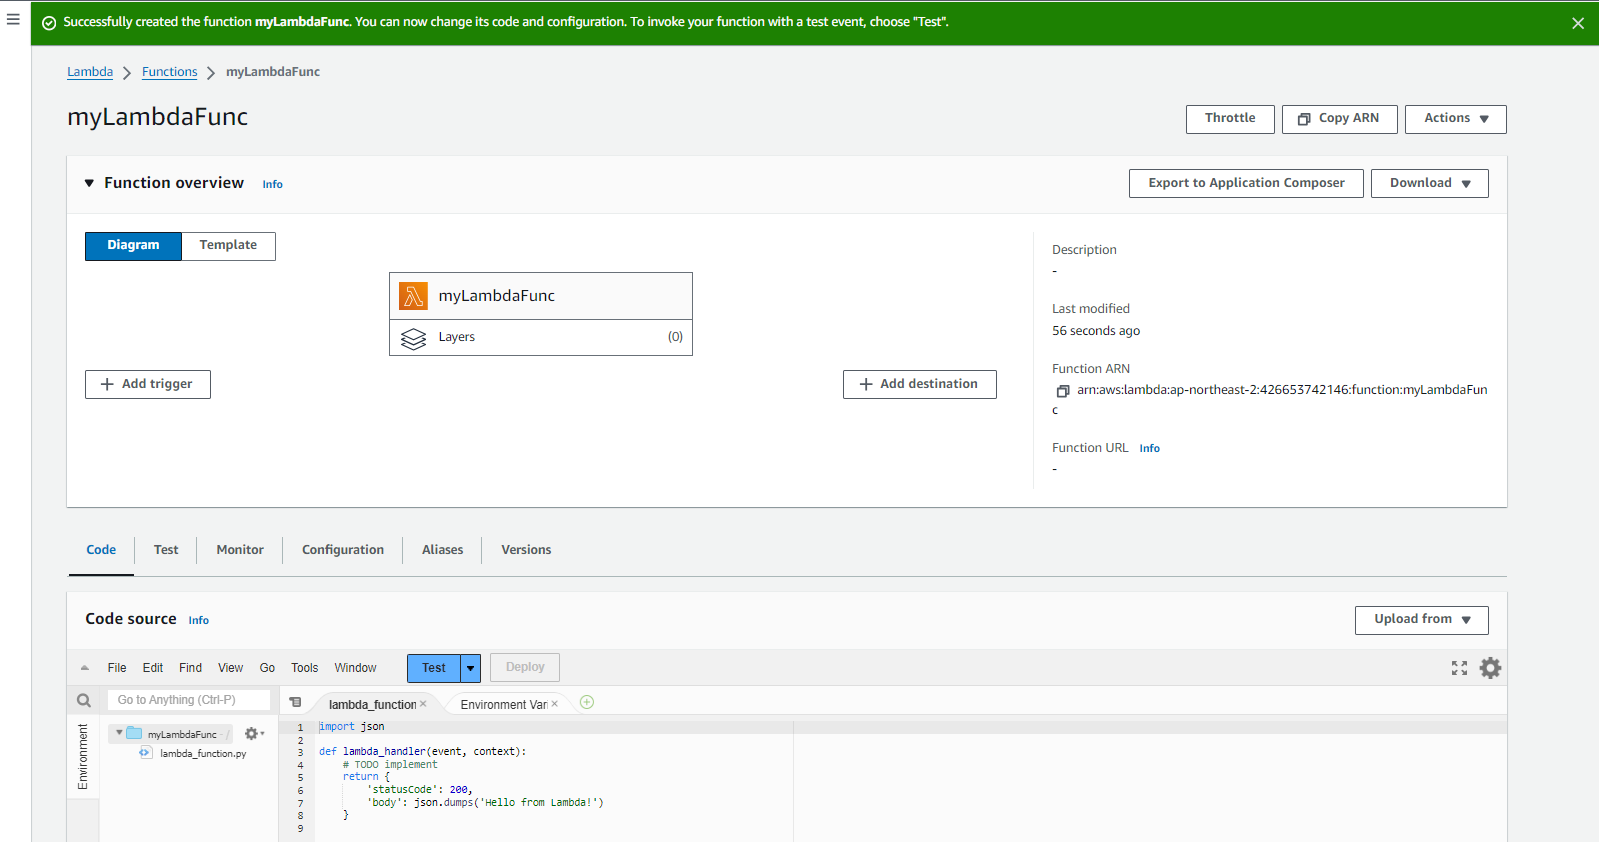 Successfully created the function myLambdaFunc. You can now change its code and configuration. To invoke your function with a test event, choose "Test".
Lambda > Functions > myLambdaFunc
myLambdaFunc
Throttle
Copy ARN
Actions
Function overview Info
Export to Application Composer
Download
Diagram
Template
myLambdaFunc
Layers (0)
+ Add trigger
+ Add destination
Description
-
Last modified
56 seconds ago
Function ARN
arn:aws:lambda:ap-northeast-2:426653742146:function:myLambdaFun
c
Function URL Info
-
Code
Test
Monitor
Configuration
Aliases
Versions
Code source Info
Upload from
File Edit Find View Go Tools Window
Test
Deploy
Go to Anything (Ctrl-P)
lambda_function ×
Environment Var ×
Environment
myLambdaFunc - /
lambda_function.py
1 import json
2
3 def lambda_handler(event, context):
4 # TODO implement
5 return {
6 'statusCode': 200,
7 'body': json.dumps('Hello from Lambda!')
8 }
9